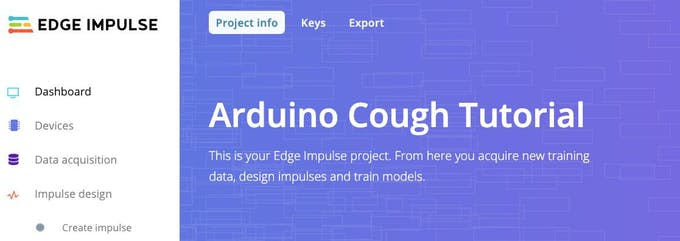 EDGE IMPULSE
Dashboard
Devices
Data acquisition
Impulse design
Create impulse
Project info Keys Export
Arduino Cough Tutorial
This is your Edge Impulse project. From here you acquire new training
data, design impulses and train models.